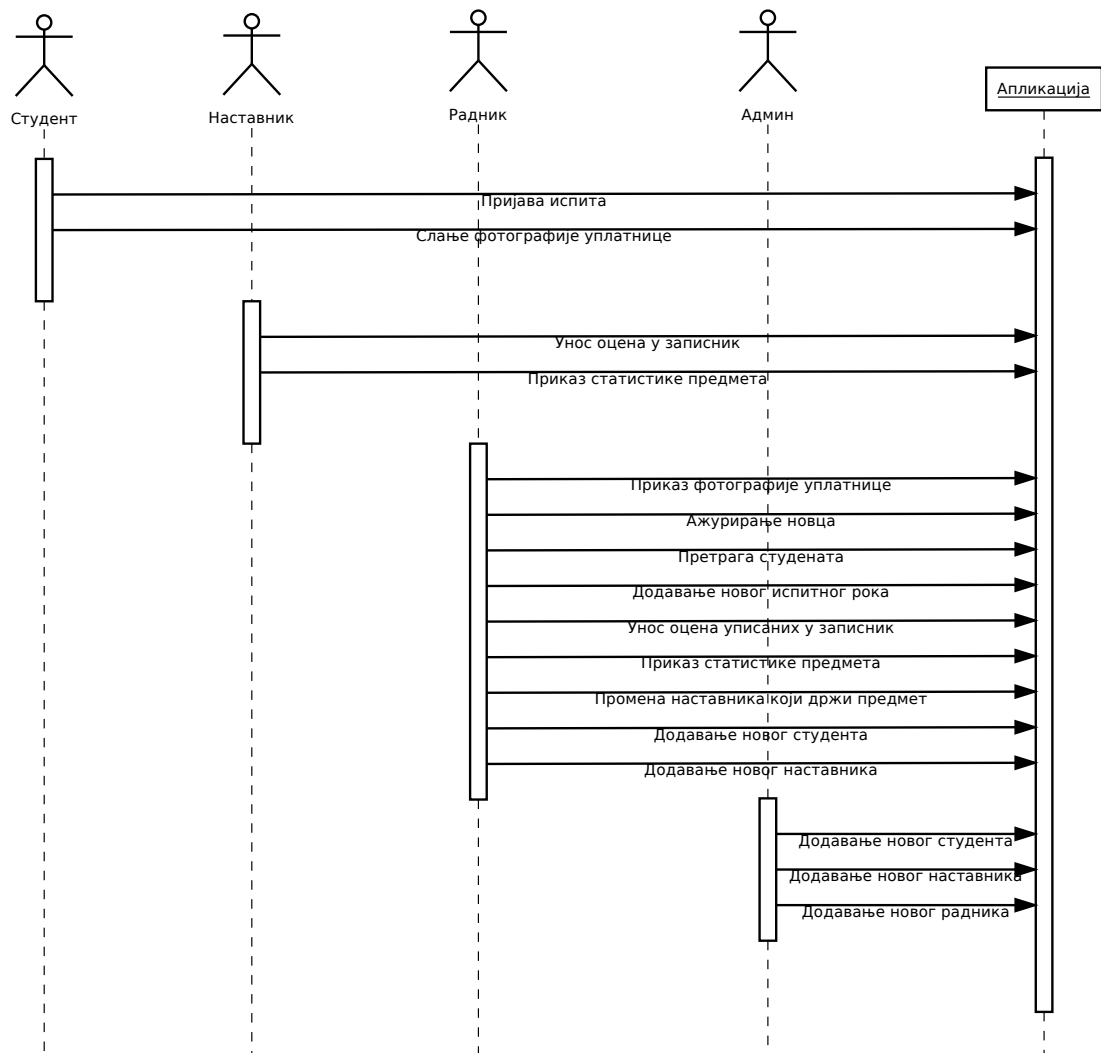 Студент
Наставник
Радник
Админ
Апликација
Пријава испита
Слање фотографије уплатнице
Унос оцена у записник
Приказ статистике предмета
Приказ фотографије уплатнице
Ажурирање новца
Претрага студената
Додавање новог испитног рока
Унос оцена уписаних у записник
Приказ статистике предмета
Промена наставника који држи предмет
Додавање новог студента
Додавање новог наставника
Додавање новог студента
Додавање новог наставника
Додавање новог радника